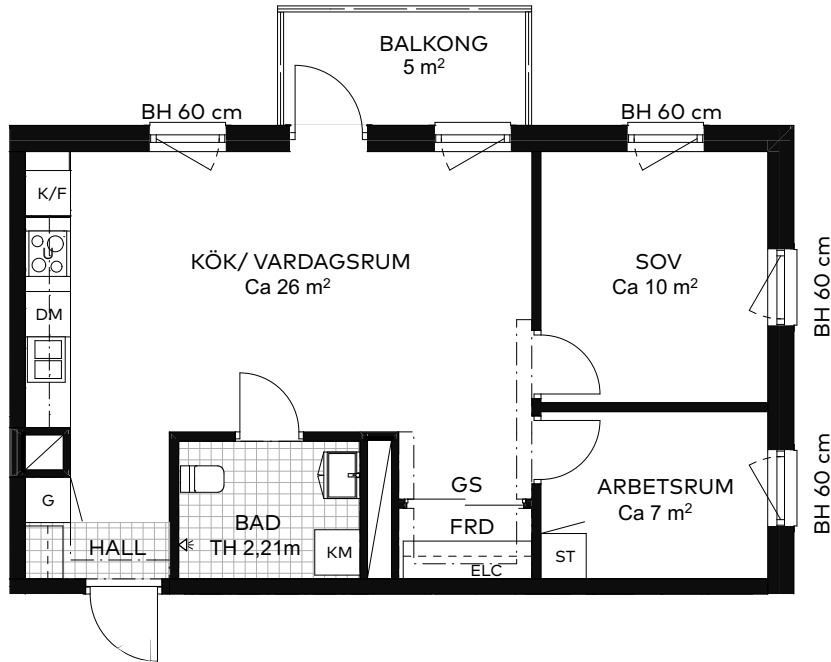 BALKONG
5 m²
BH 60 cm
BH 60 cm
K/F
U
KÖK/ VARDAGSRUM
Ca 26 m²
SOV
Ca 10 m²
BH 60 cm
DM
G
GS
ARBETSRUM
Ca 7 m²
BH 60 cm
HALL
BAD
TH 2,21m
KM
FRD
ELC
ST